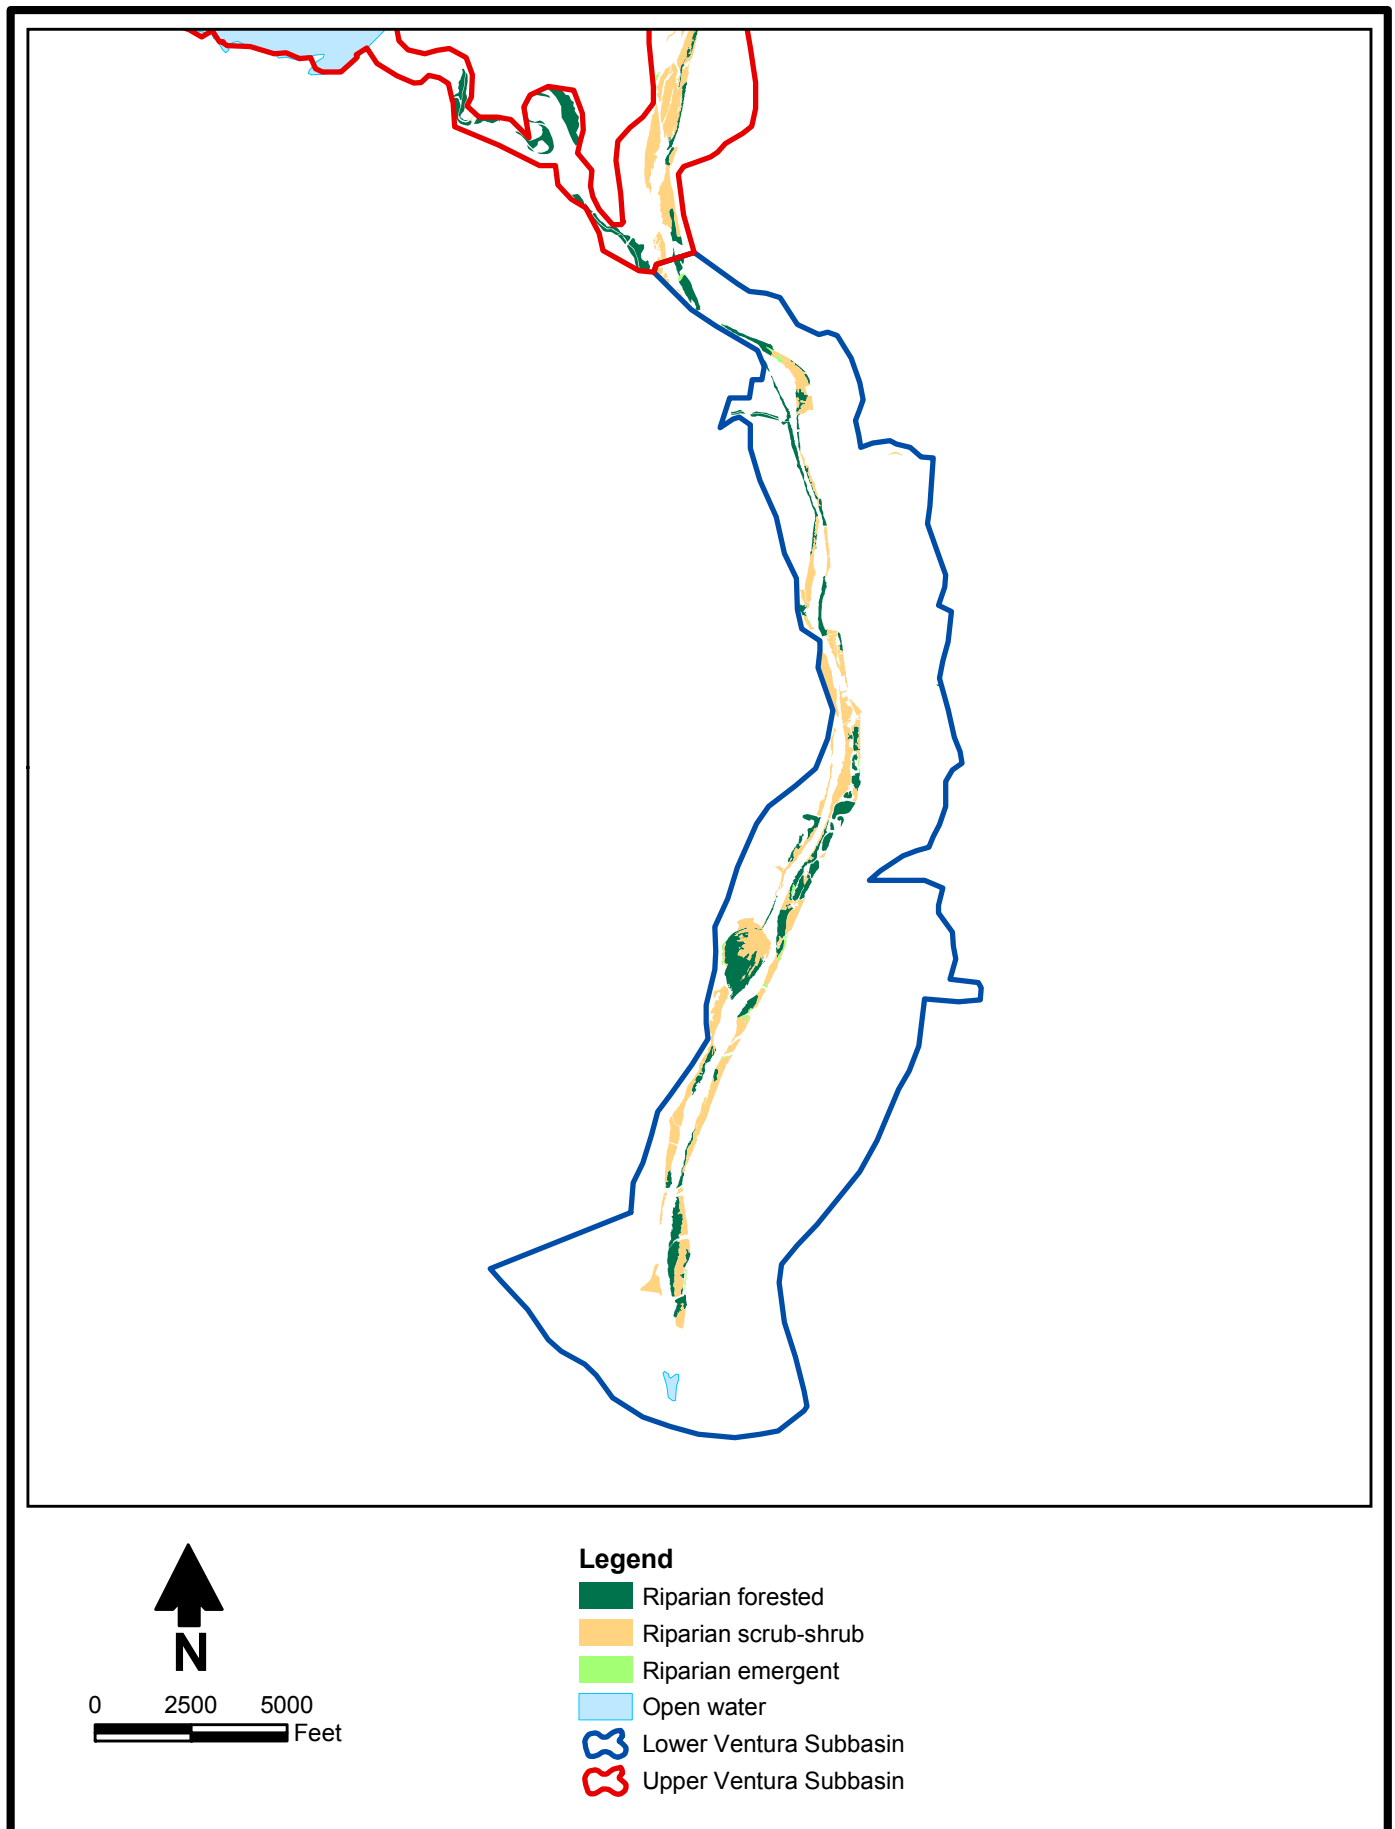 Legend
Riparian forested
Riparian scrub-shrub
Riparian emergent
Open water
Lower Ventura Subbasin
Upper Ventura Subbasin
N
0 2500 5000
Feet